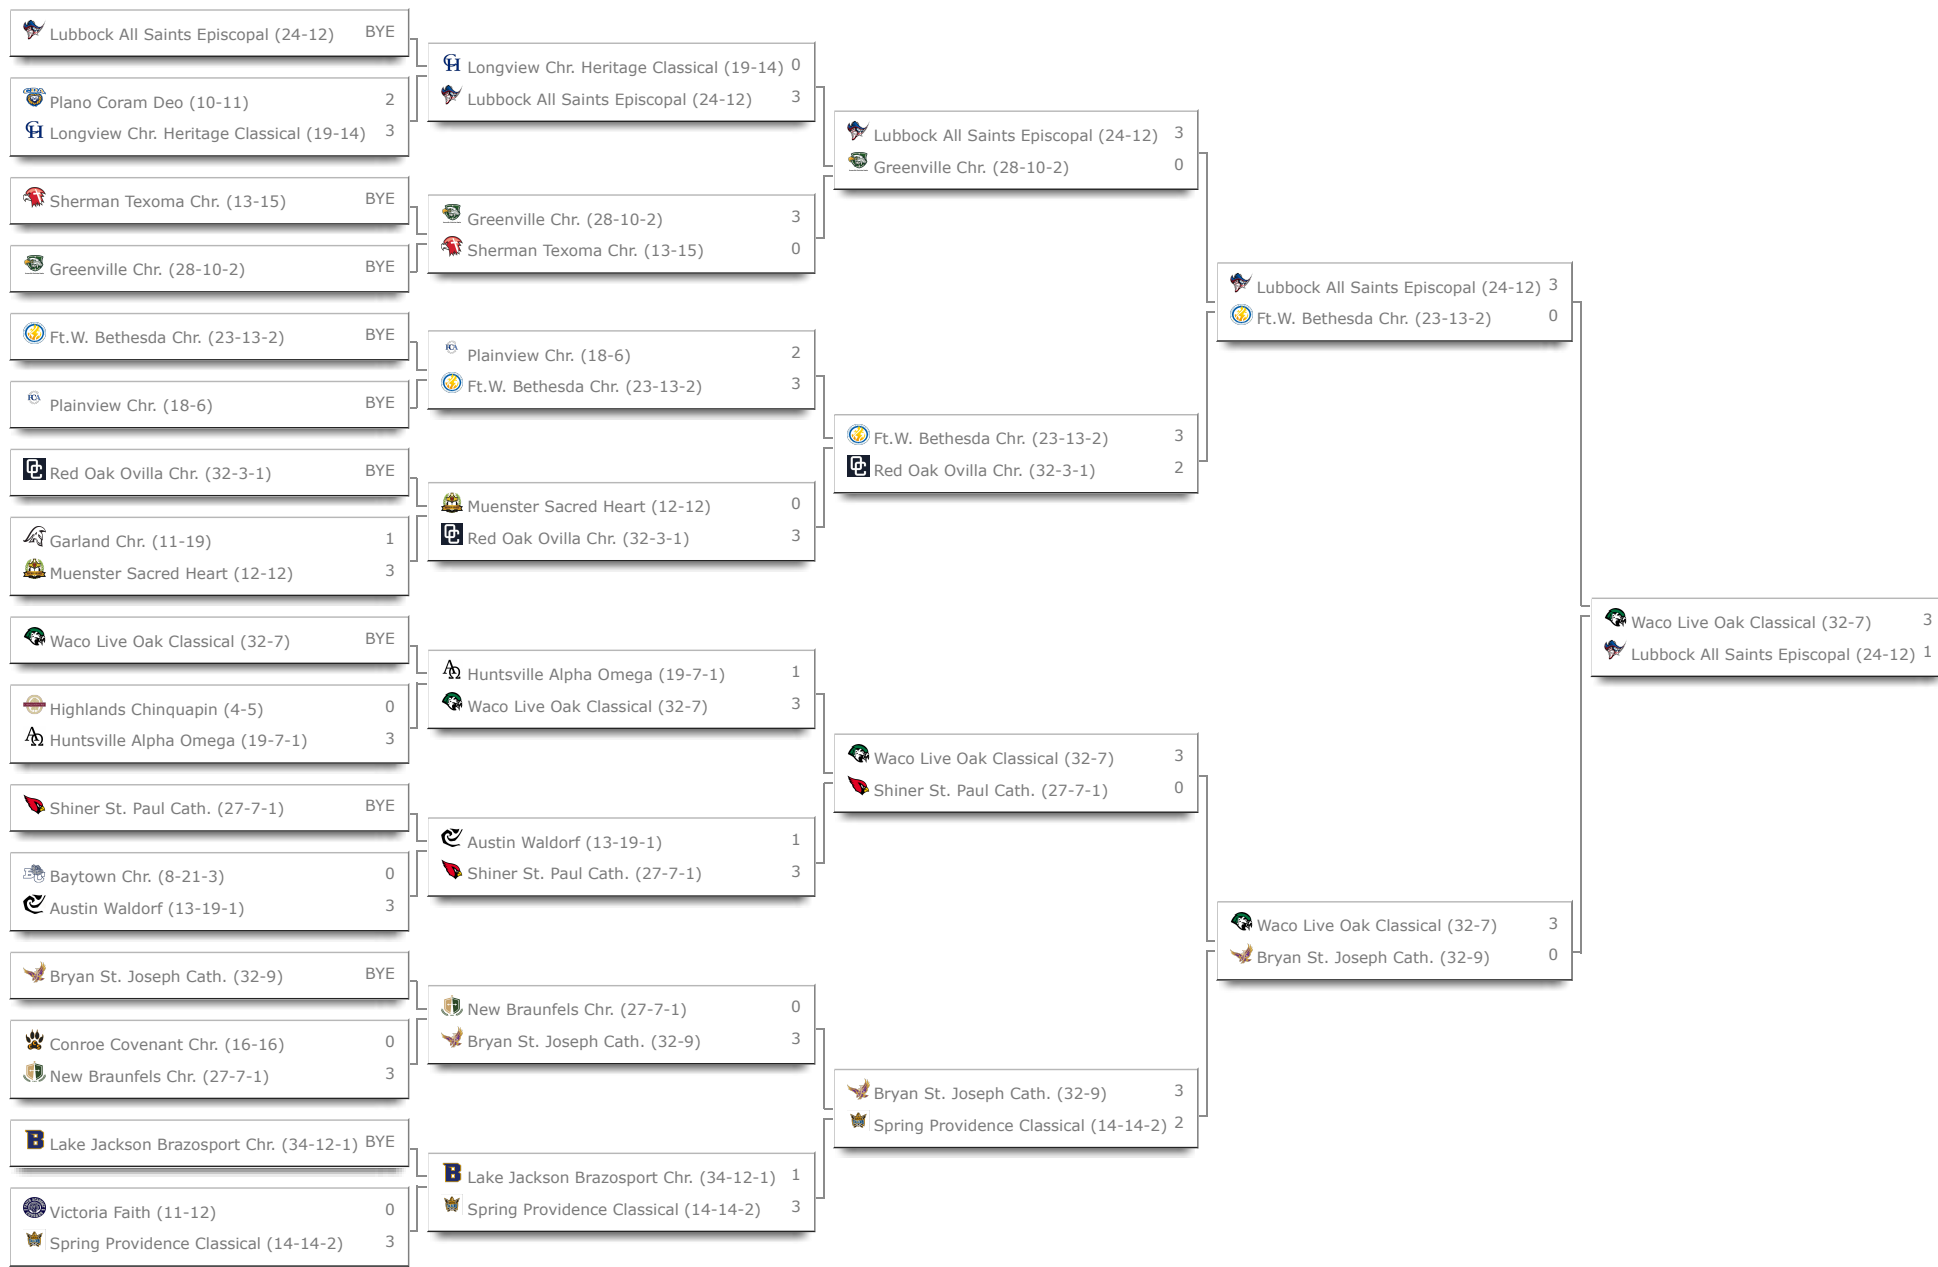 Lubbock All Saints Episcopal (24-12) BYE
Plano Coram Deo (10-11) 2
Longview Chr. Heritage Classical (19-14) 3
Sherman Texoma Chr. (13-15) BYE
Greenville Chr. (28-10-2) BYE
Ft.W. Bethesda Chr. (23-13-2) BYE
Plainview Chr. (18-6) BYE
Red Oak Ovilla Chr. (32-3-1) BYE
Garland Chr. (11-19) 1
Muenster Sacred Heart (12-12) 3
Waco Live Oak Classical (32-7) BYE
Highlands Chinquapin (4-5) 0
Huntsville Alpha Omega (19-7-1) 3
Shiner St. Paul Cath. (27-7-1) BYE
Baytown Chr. (8-21-3) 0
Austin Waldorf (13-19-1) 3
Bryan St. Joseph Cath. (32-9) BYE
Conroe Covenant Chr. (16-16) 0
New Braunfels Chr. (27-7-1) 3
Lake Jackson Brazosport Chr. (34-12-1) BYE
Victoria Faith (11-12) 0
Spring Providence Classical (14-14-2) 3
Longview Chr. Heritage Classical (19-14) 0
Lubbock All Saints Episcopal (24-12) 3
Greenville Chr. (28-10-2) 3
Sherman Texoma Chr. (13-15) 0
Plainview Chr. (18-6) 2
Ft.W. Bethesda Chr. (23-13-2) 3
Muenster Sacred Heart (12-12) 0
Red Oak Ovilla Chr. (32-3-1) 3
Huntsville Alpha Omega (19-7-1) 1
Waco Live Oak Classical (32-7) 3
Austin Waldorf (13-19-1) 1
Shiner St. Paul Cath. (27-7-1) 3
New Braunfels Chr. (27-7-1) 0
Bryan St. Joseph Cath. (32-9) 3
Lake Jackson Brazosport Chr. (34-12-1) 1
Spring Providence Classical (14-14-2) 3
Lubbock All Saints Episcopal (24-12) 3
Greenville Chr. (28-10-2) 0
Ft.W. Bethesda Chr. (23-13-2) 3
Red Oak Ovilla Chr. (32-3-1) 2
Waco Live Oak Classical (32-7) 3
Shiner St. Paul Cath. (27-7-1) 0
Bryan St. Joseph Cath. (32-9) 3
Spring Providence Classical (14-14-2) 2
Lubbock All Saints Episcopal (24-12) 3
Ft.W. Bethesda Chr. (23-13-2) 0
Waco Live Oak Classical (32-7) 3
Bryan St. Joseph Cath. (32-9) 0
Waco Live Oak Classical (32-7) 3
Lubbock All Saints Episcopal (24-12) 1